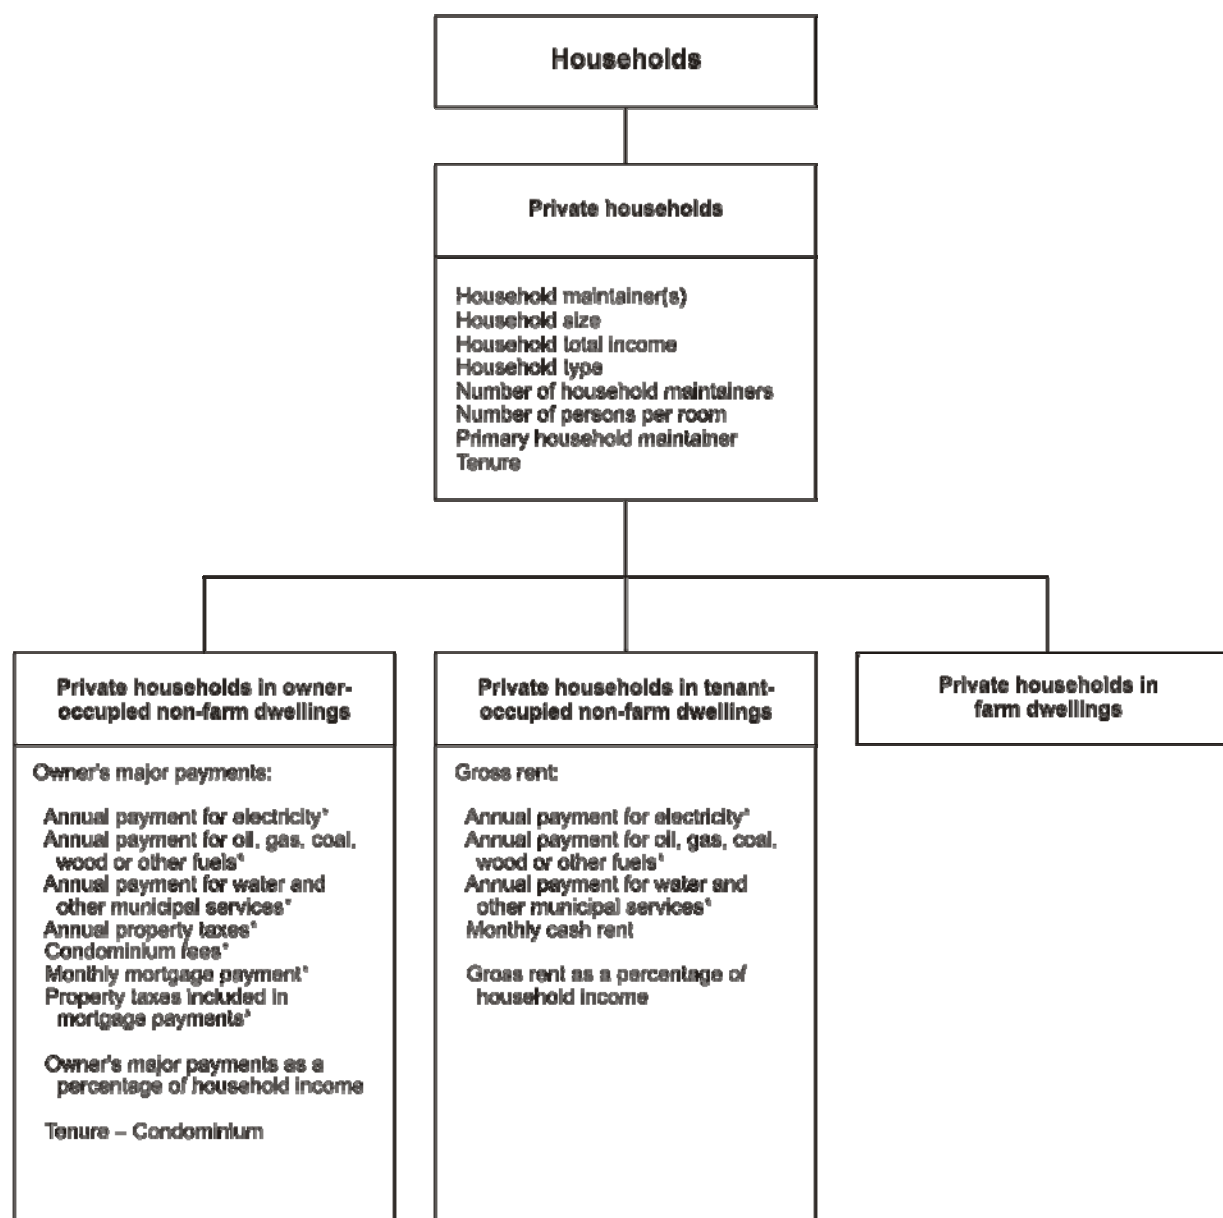 Households
Private households
Household maintainer(s)
Household size
Household total income
Household type
Number of household maintainers
Number of persons per room
Primary household maintainer
Tenure
Private households in owner-
occupied non-farm dwellings
Owner's major payments:
Annual payment for electricity*
Annual payment for oil, gas, coal,
wood or other fuels*
Annual payment for water and
other municipal services*
Annual property taxes*
Condominium fees*
Monthly mortgage payment*
Property taxes included in
mortgage payments*
Owner's major payments as a
percentage of household income
Tenure – Condominium
Private households in tenant-
occupied non-farm dwellings
Gross rent:
Annual payment for electricity*
Annual payment for oil, gas, coal,
wood or other fuels*
Annual payment for water and
other municipal services*
Monthly cash rent
Gross rent as a percentage of
household income
Private households in
farm dwellings